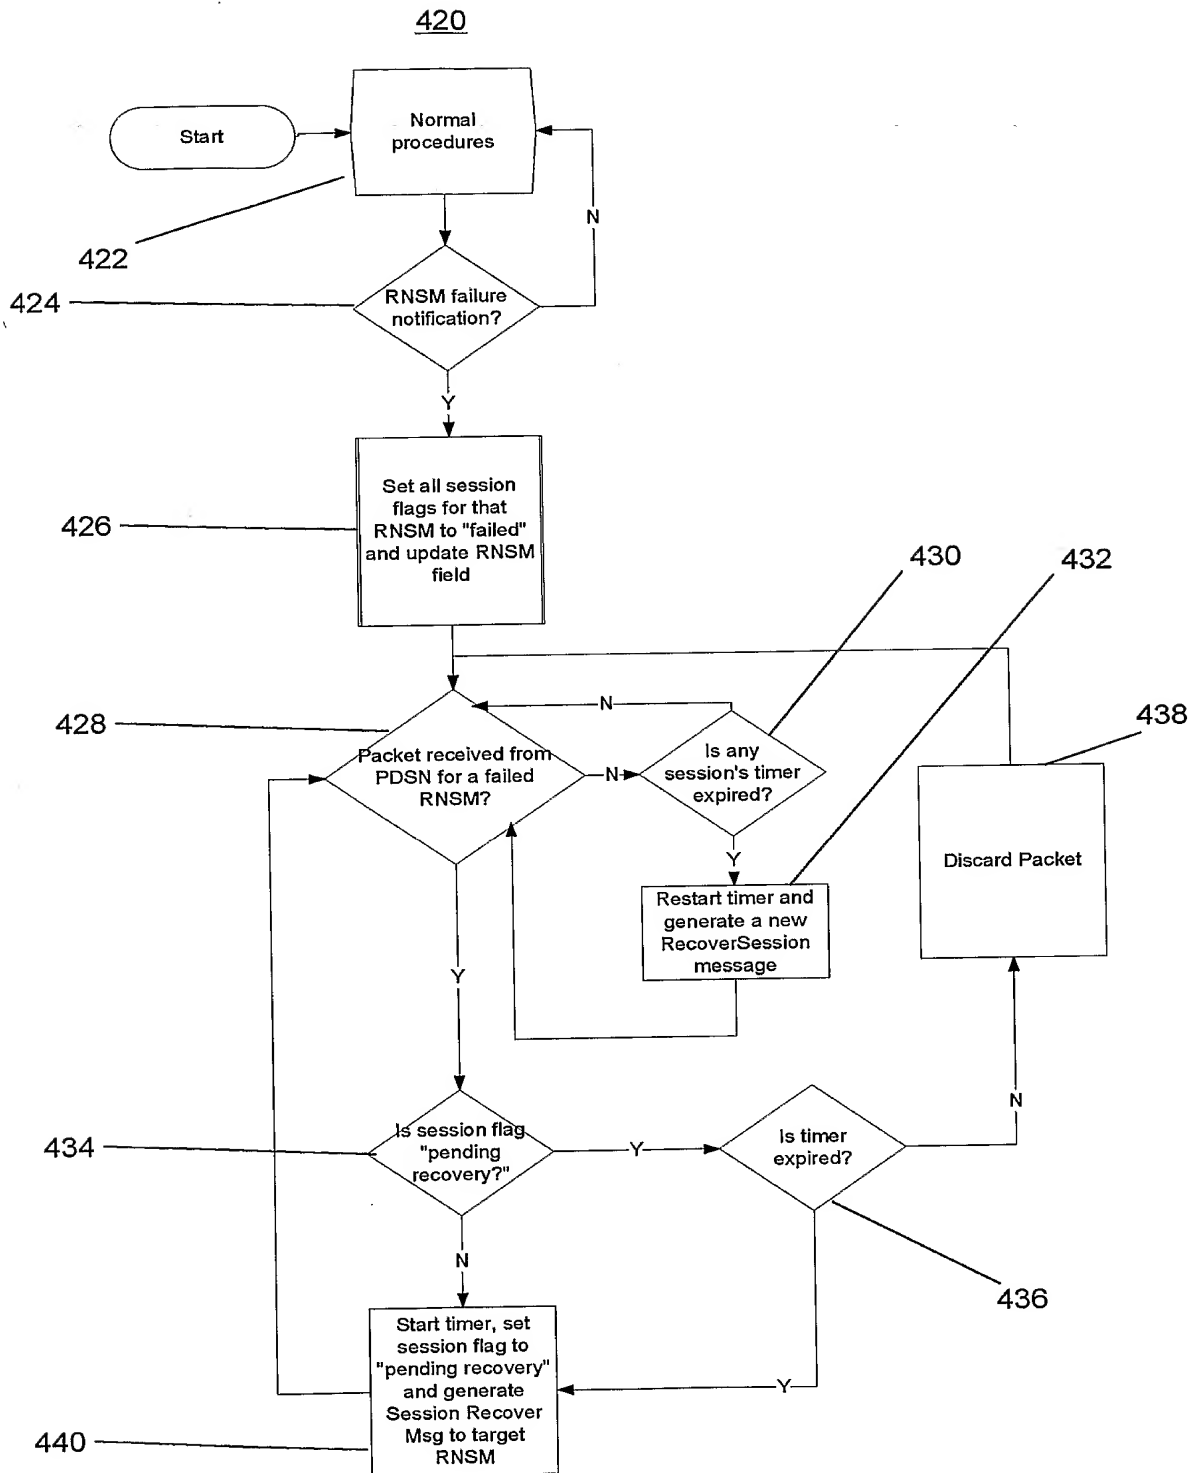 420
Start
Normal
procedures
N
422
424
RNSM failure
notification?
Y
426
Set all session
flags for that
RNSM to "failed"
and update RNSM
field
430
432
428
Packet received from
PDSN for a failed
RNSM?
N
N
Is any
session's timer
expired?
438
Discard Packet
Y
Restart timer and
generate a new
RecoverSession
message
Y
N
434
Is session flag
"pending
recovery?"
Y
Is timer
expired?
436
N
Y
440
Start timer, set
session flag to
"pending recovery"
and generate
Session Recover
Msg to target
RNSM